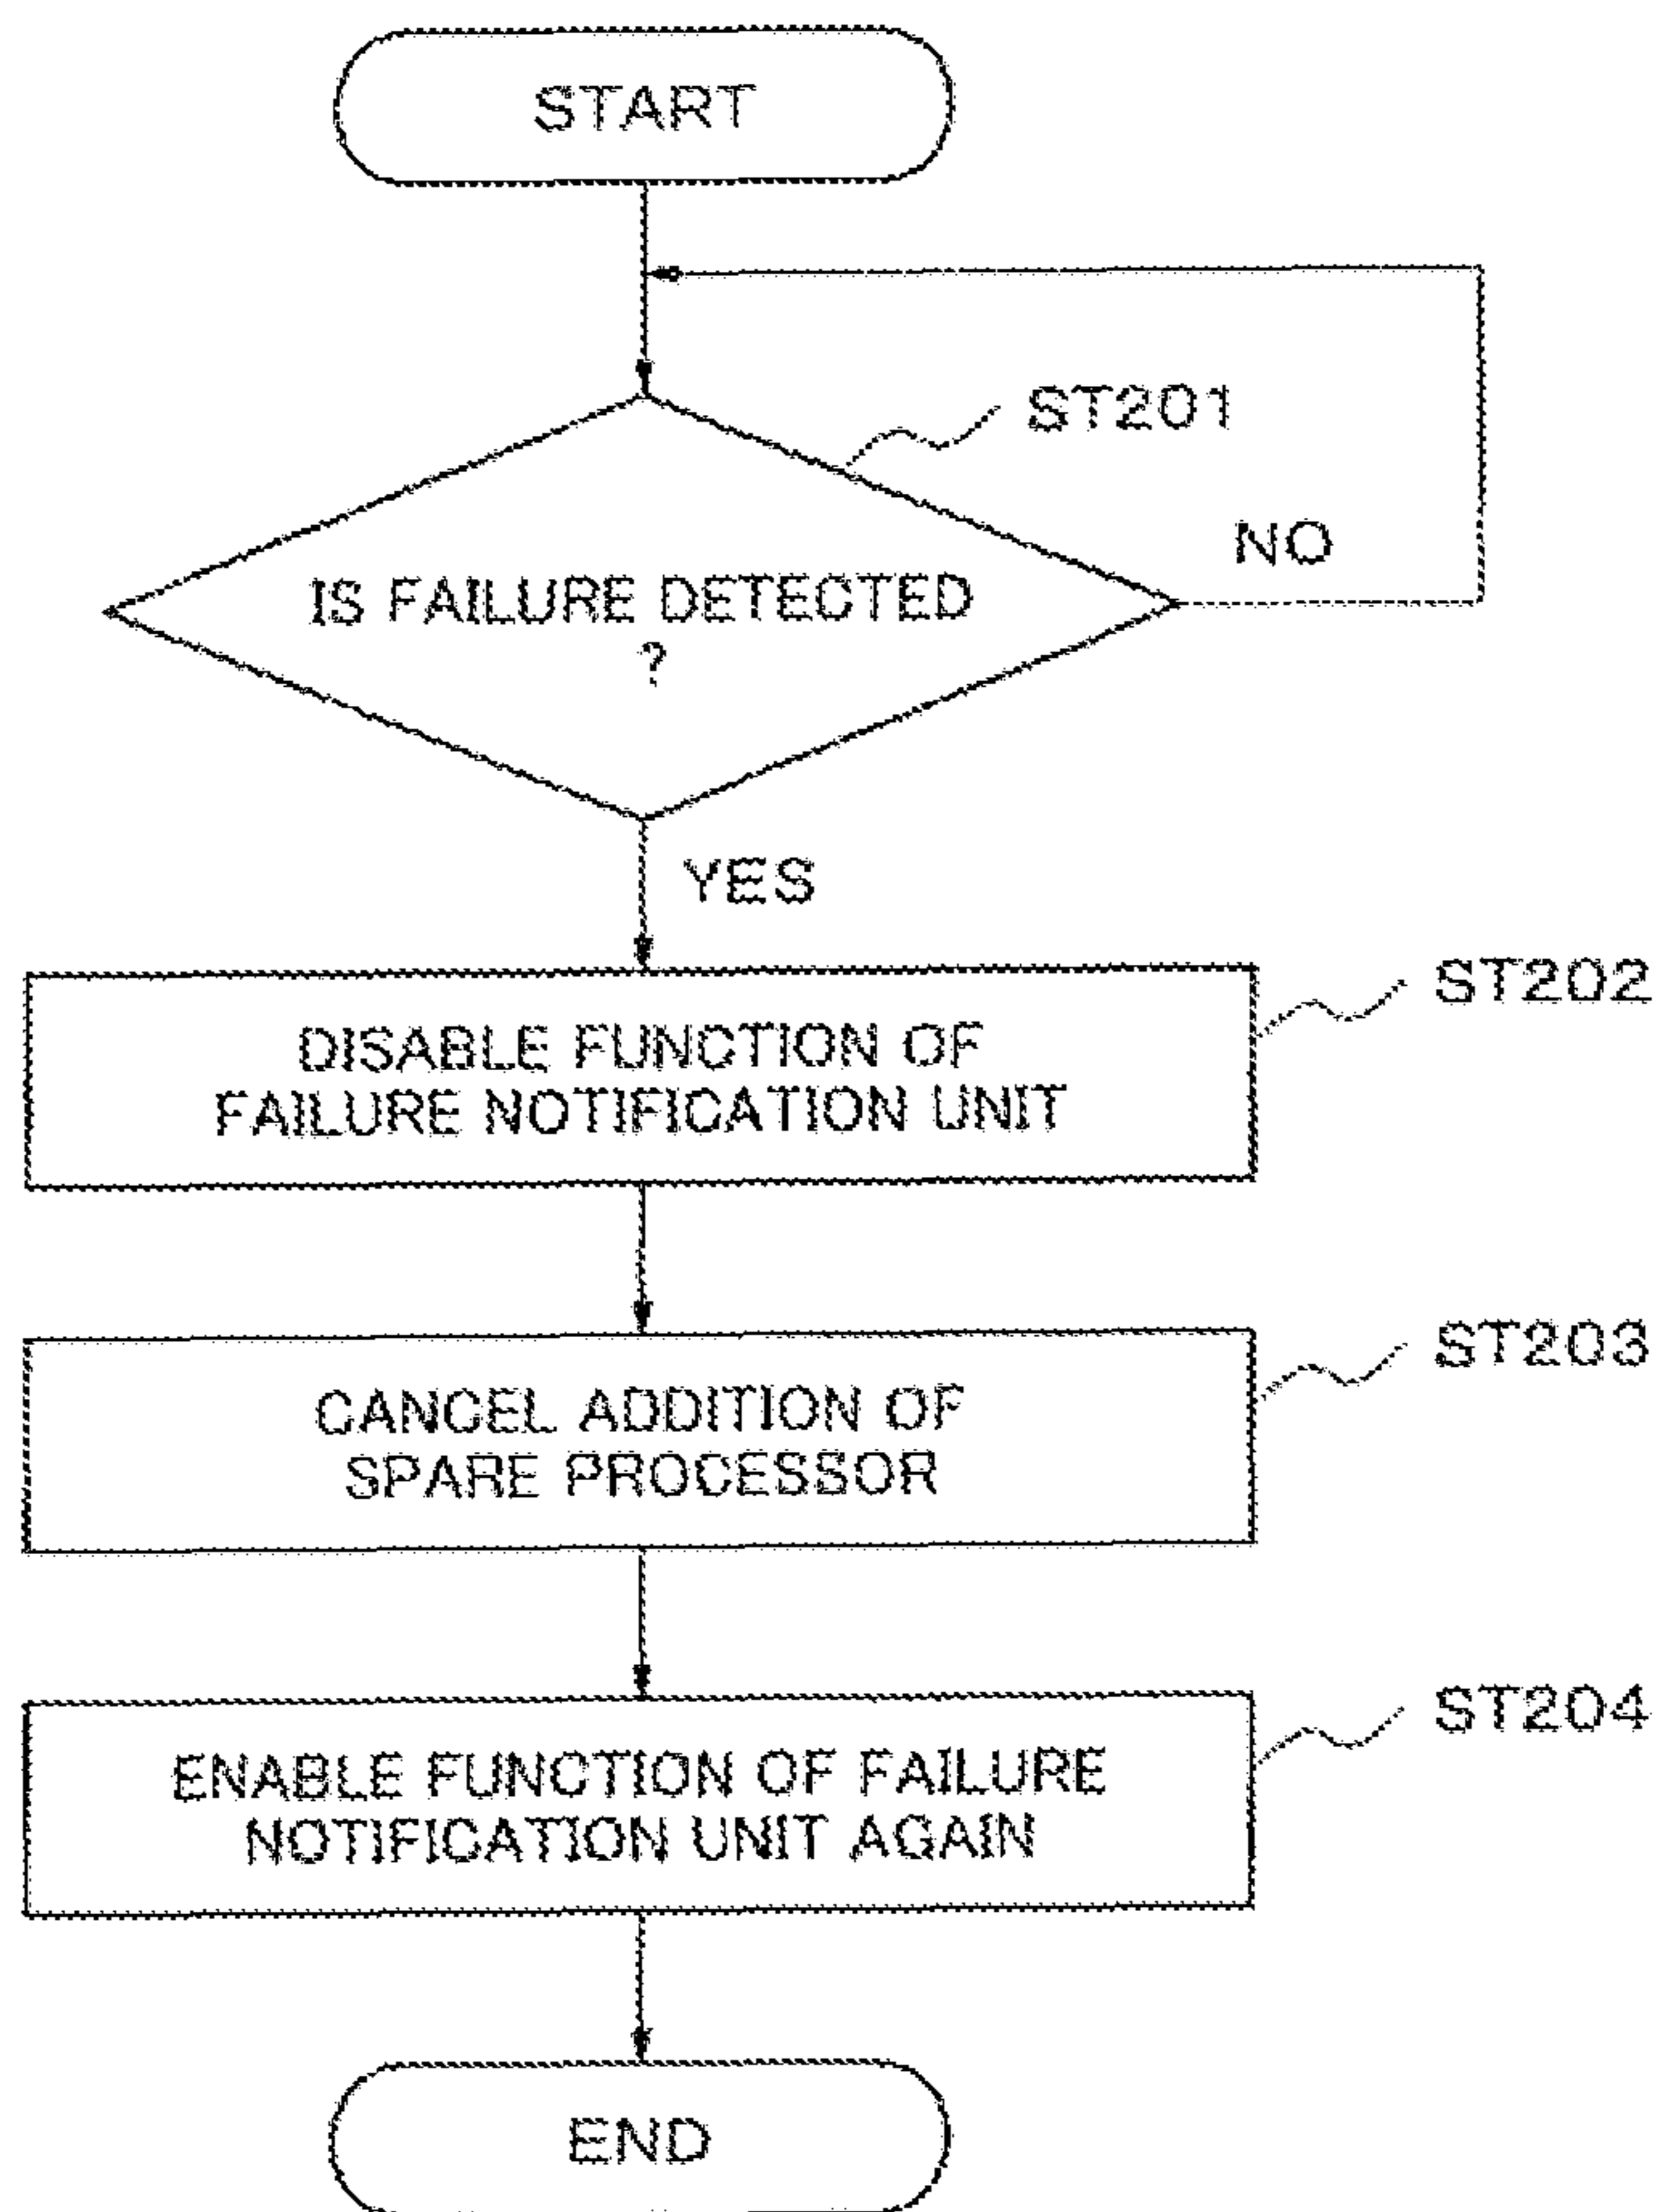 START
ST201
NO
IS FAILURE DETECTED
?
YES
ST202
DISABLE FUNCTION OF
FAILURE NOTIFICATION UNIT
ST203
CANCEL ADDITION OF
SPARE PROCESSOR
ST204
ENABLE FUNCTION OF FAILURE
NOTIFICATION UNIT AGAIN
END